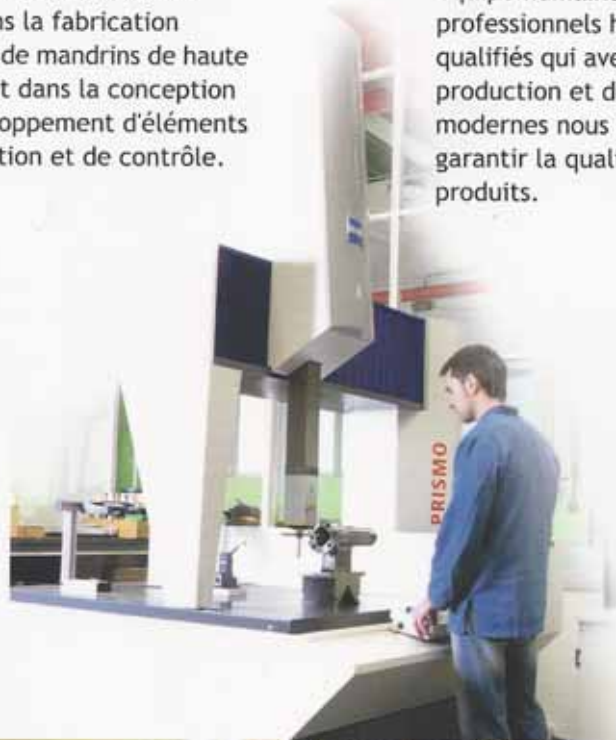 ns la fabrication
de mandrins de haute
t dans la conception
oppement d'éléments
tion et de contrôle.
professionnels h
qualifiés qui ave
production et d
modernes nous
garantir la qual
produits.
PRISMO